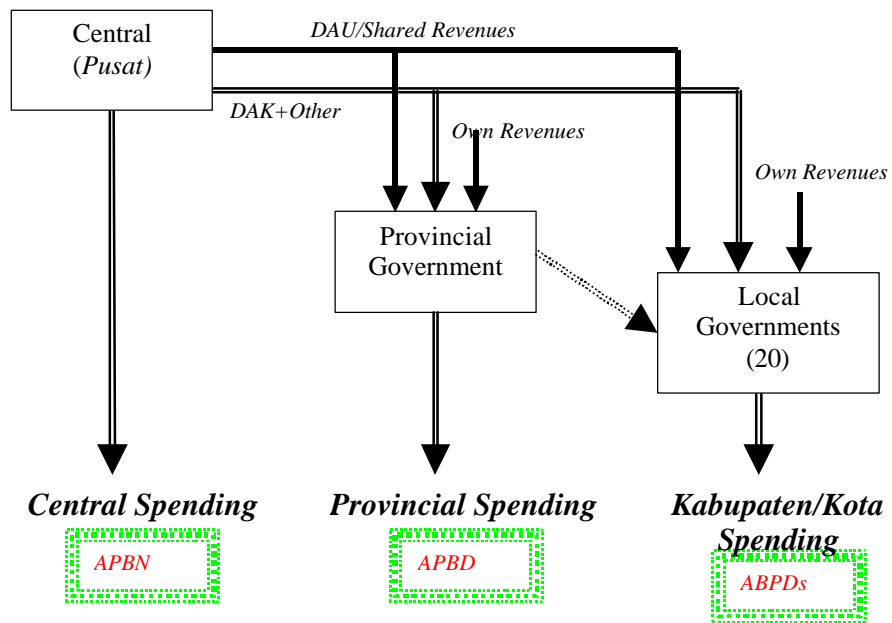 Central
(Pusat)
DAU/Shared Revenues
DAK+Other
Own Revenues
Own Revenues
Provincial
Government
Local
Governments
(20)
Central Spending
Provincial Spending
Kabupaten/Kota
Spending
APBN
APBD
ABPDs